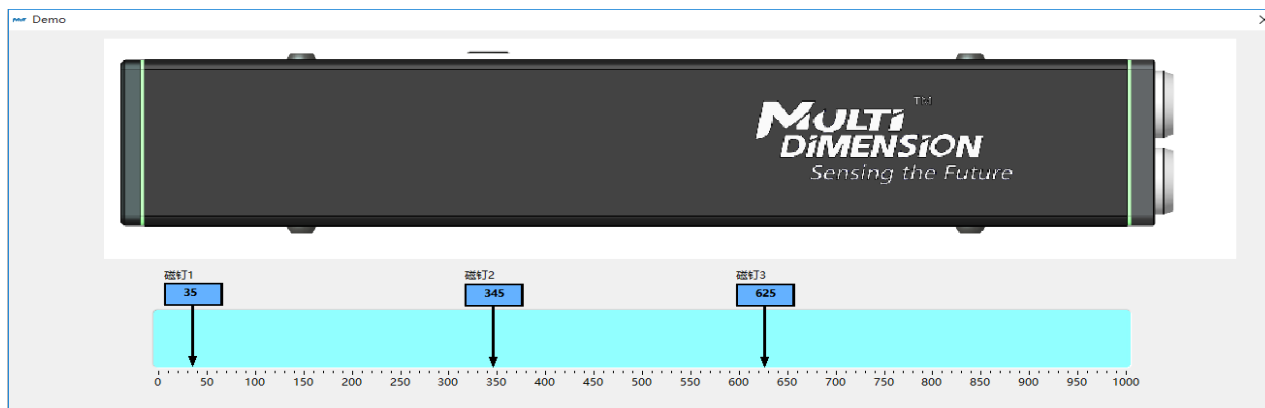 Demo
MULTI™
DIMENSION
Sensing the Future
磁钉1 磁钉2 磁钉3
35 345 625
0 50 100 150 200 250 300 350 400 450 500 550 600 650 700 750 800 850 900 950 1000